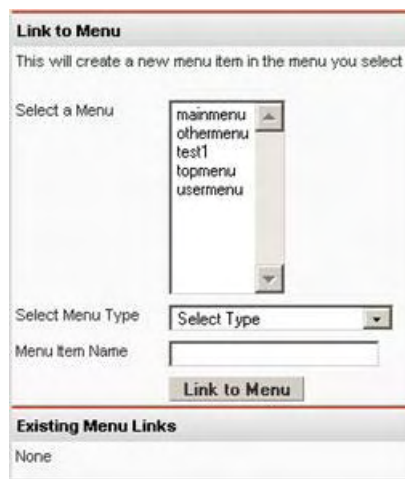 Link to Menu
This will create a new menu item in the menu you select
Select a Menu
mainmenu
othermenu
test1
topmenu
usermenu
Select Menu Type
Select Type
Menu Item Name
Link to Menu
Existing Menu Links
None